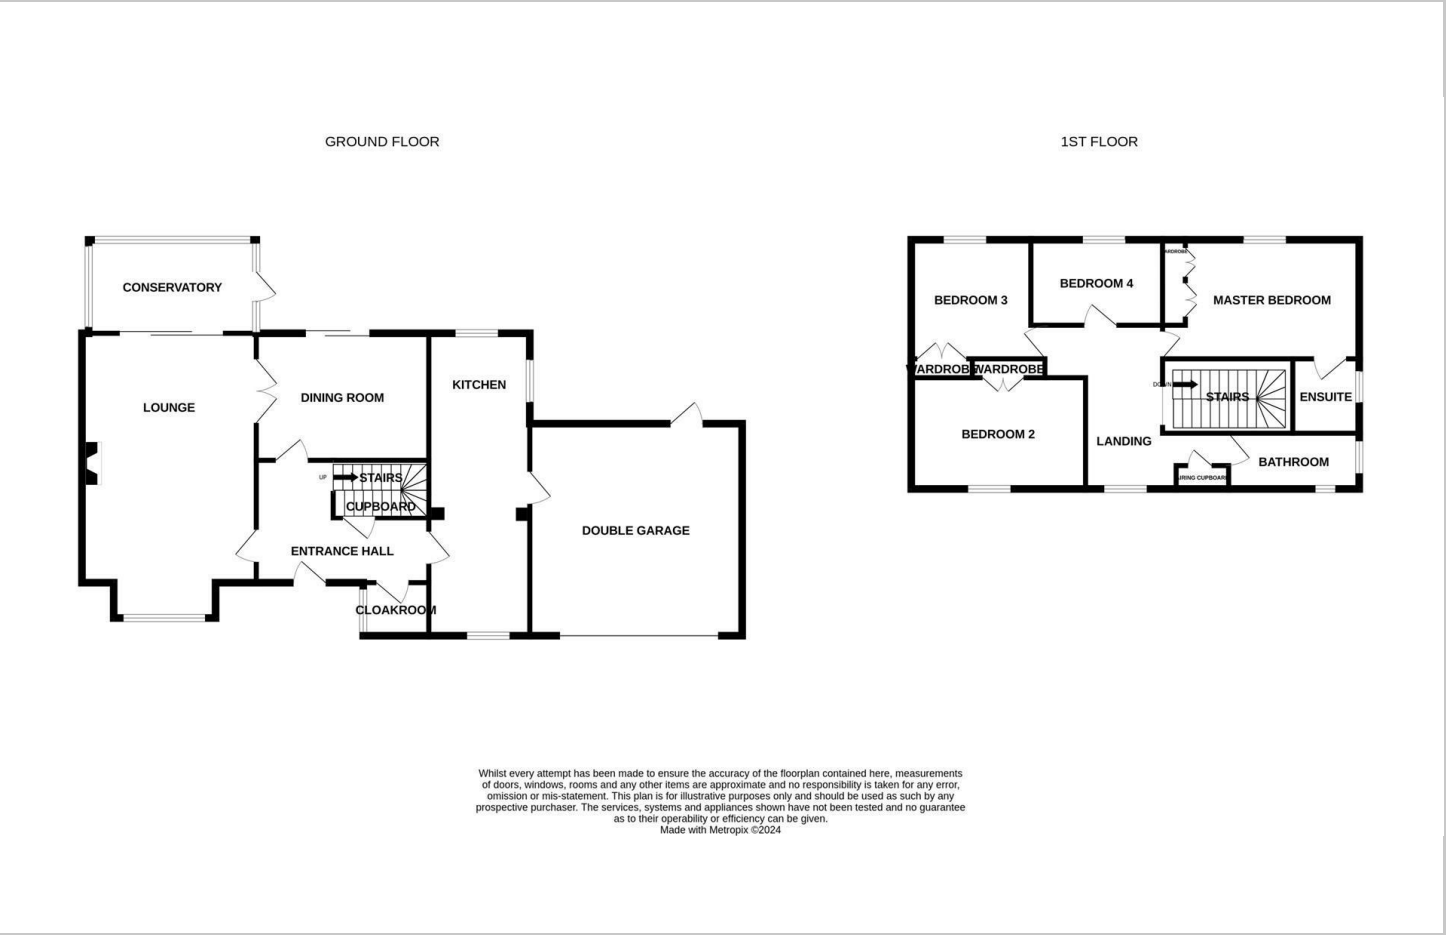 GROUND FLOOR
1ST FLOOR
CONSERVATORY
LOUNGE
DINING ROOM
KITCHEN
UP
STAIRS
CUPBOARD
ENTRANCE HALL
CLOAKROOM
DOUBLE GARAGE
BEDROOM 3
BEDROOM 4
WARDROBE
MASTER BEDROOM
WARDROBE
WARDROBE
DOWN
STAIRS
ENSUITE
BEDROOM 2
LANDING
BATHROOM
AIRING CUPBOARD
Whilst every attempt has been made to ensure the accuracy of the floorplan contained here, measurements
of doors, windows, rooms and any other items are approximate and no responsibility is taken for any error,
omission or mis-statement. This plan is for illustrative purposes only and should be used as such by any
prospective purchaser. The services, systems and appliances shown have not been tested and no guarantee
as to their operability or efficiency can be given.
Made with Metropix ©2024